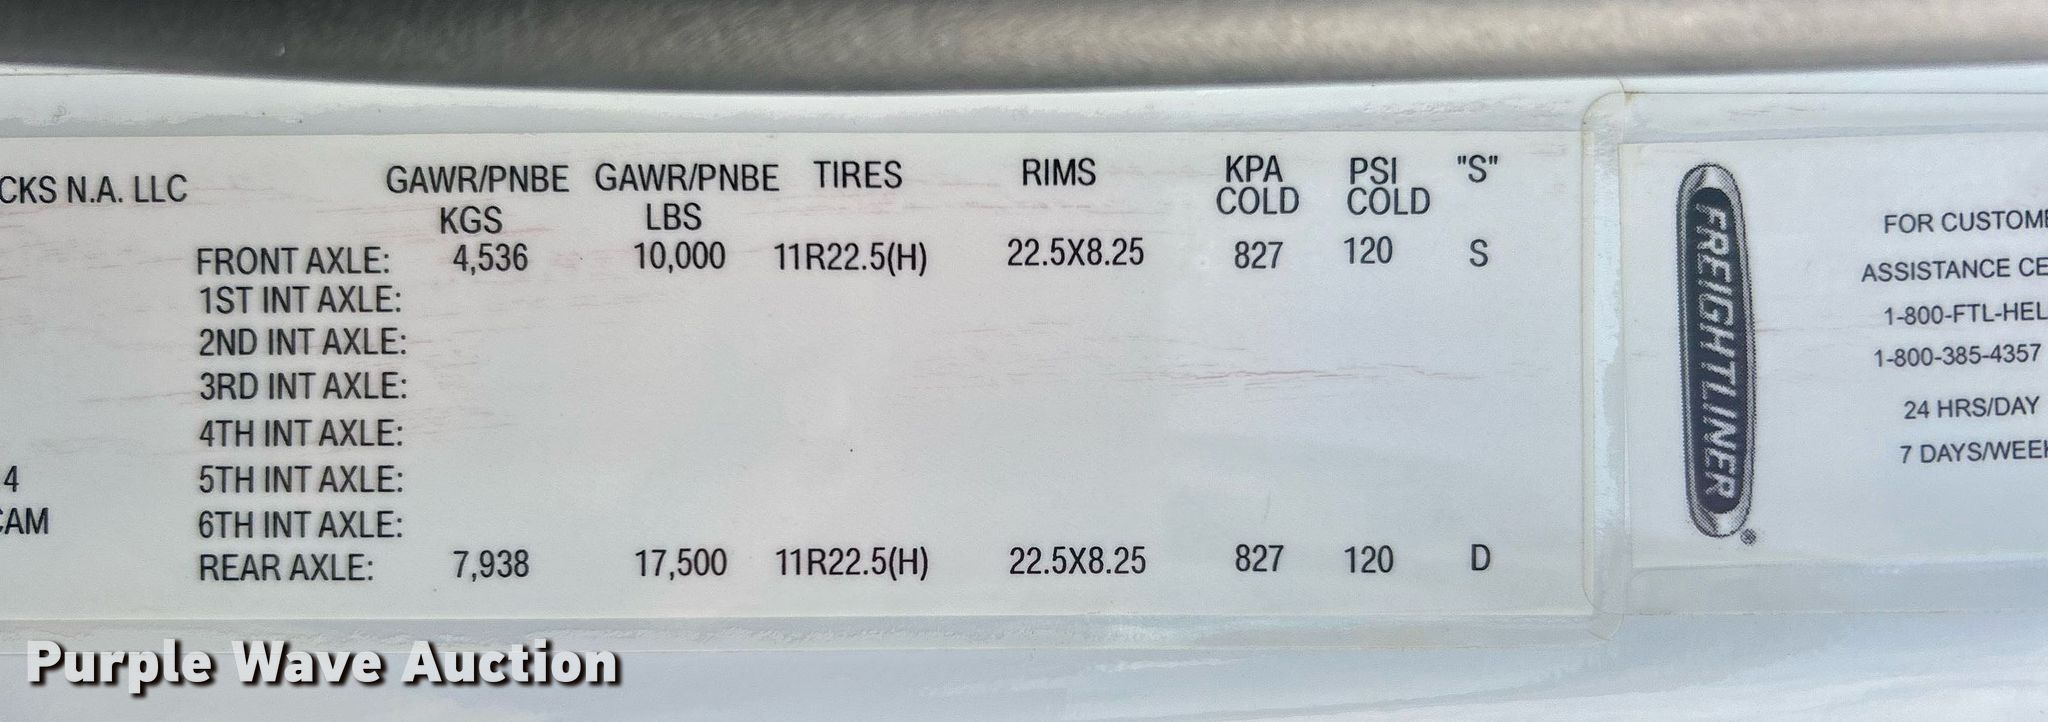 CKS N.A. LLC
GAWR/PNBE GAWR/PNBE TIRES RIMS KPA PSI "S"
KGS LBS COLD COLD
FRONT AXLE: 4,536 10,000 11R22.5(H) 22.5X8.25 827 120 S
1ST INT AXLE:
2ND INT AXLE:
3RD INT AXLE:
4TH INT AXLE:
4 5TH INT AXLE:
CAM 6TH INT AXLE:
REAR AXLE: 7,938 17,500 11R22.5(H) 22.5X8.25 827 120 D
FREIGHTLINER®
FOR CUSTOME
ASSISTANCE CE
1-800-FTL-HEL
1-800-385-4357
24 HRS/DAY
7 DAYS/WEEK
Purple Wave Auction